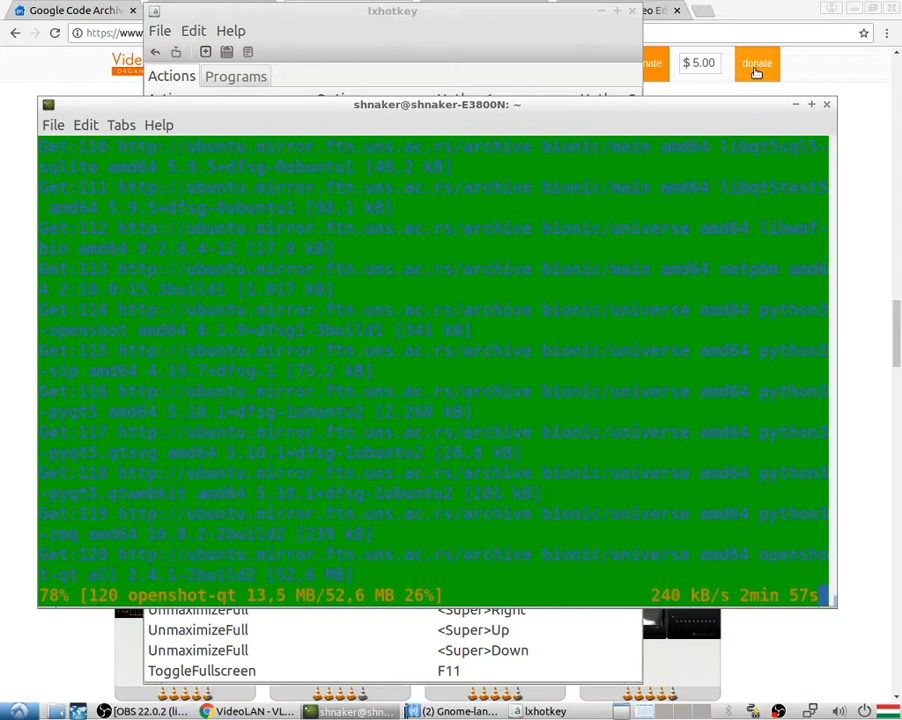 Google Code Archiv
lxhotkey
eo Ed
https://www
File Edit Help
Video
ORGAN
nate
$ 5.00
donate
Actions Programs
shnaker@shnaker-E3800N: ~
File Edit Tabs Help
Get:110 http://ubuntu.mirror.ftn.uns.ac.rs/archive bionic/main amd64 libqt5sql5-
sqlite amd64 5.9.5+dfsg-0ubuntu1 [40,2 kB]
Get:111 http://ubuntu.mirror.ftn.uns.ac.rs/archive bionic/main amd64 libqt5test5
 amd64 5.9.5+dfsg-0ubuntu1 [98,1 kB]
Get:112 http://ubuntu.mirror.ftn.uns.ac.rs/archive bionic/universe amd64 libwmf-
bin amd64 0.2.8.4-12 [17,0 kB]
Get:113 http://ubuntu.mirror.ftn.uns.ac.rs/archive bionic/main amd64 netpbm amd6
4 2:10.0-15.3build1 [1.017 kB]
Get:114 http://ubuntu.mirror.ftn.uns.ac.rs/archive bionic/universe amd64 python3
-openshot amd64 0.1.9+dfsg1-3build1 [341 kB]
Get:115 http://ubuntu.mirror.ftn.uns.ac.rs/archive bionic/universe amd64 python3
-sip amd64 4.19.7+dfsg-1 [75,2 kB]
Get:116 http://ubuntu.mirror.ftn.uns.ac.rs/archive bionic/universe amd64 python3
-pyqt5 amd64 5.10.1+dfsg-1ubuntu2 [2.268 kB]
Get:117 http://ubuntu.mirror.ftn.uns.ac.rs/archive bionic/universe amd64 python3
-pyqt5.qtsvg amd64 5.10.1+dfsg-1ubuntu2 [26,8 kB]
Get:118 http://ubuntu.mirror.ftn.uns.ac.rs/archive bionic/universe amd64 python3
-pyqt5.qtwebkit amd64 5.10.1+dfsg-1ubuntu2 [101 kB]
Get:119 http://ubuntu.mirror.ftn.uns.ac.rs/archive bionic/universe amd64 python3
-zmq amd64 16.0.2-2build2 [239 kB]
Get:120 http://ubuntu.mirror.ftn.uns.ac.rs/archive bionic/universe amd64 opensho
t-qt all 2.4.1-2build2 [52,6 MB]
78% [120 openshot-qt 13,5 MB/52,6 MB 26%] 240 kB/s 2min 57s
UnmaximizeFull <Super>Right
UnmaximizeFull <Super>Up
UnmaximizeFull <Super>Down
ToggleFullscreen F11
[OBS 22.0.2 (li... VideoLAN - VL... shnaker@shn... (2) Gnome-lan... lxhotkey